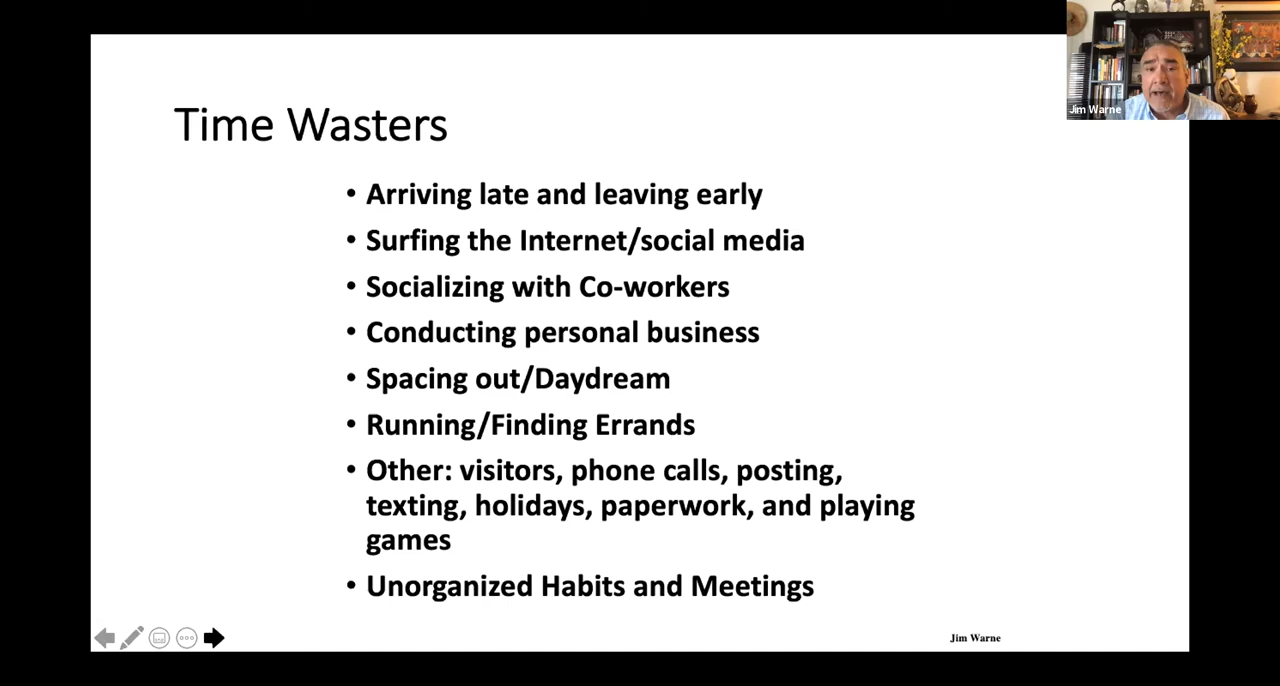 Time Wasters
Jim Warne
• Arriving late and leaving early
• Surfing the Internet/social media
• Socializing with Co-workers
• Conducting personal business
• Spacing out/Daydream
• Running/Finding Errands
• Other: visitors, phone calls, posting,
texting, holidays, paperwork, and playing
games
• Unorganized Habits and Meetings
Jim Warne